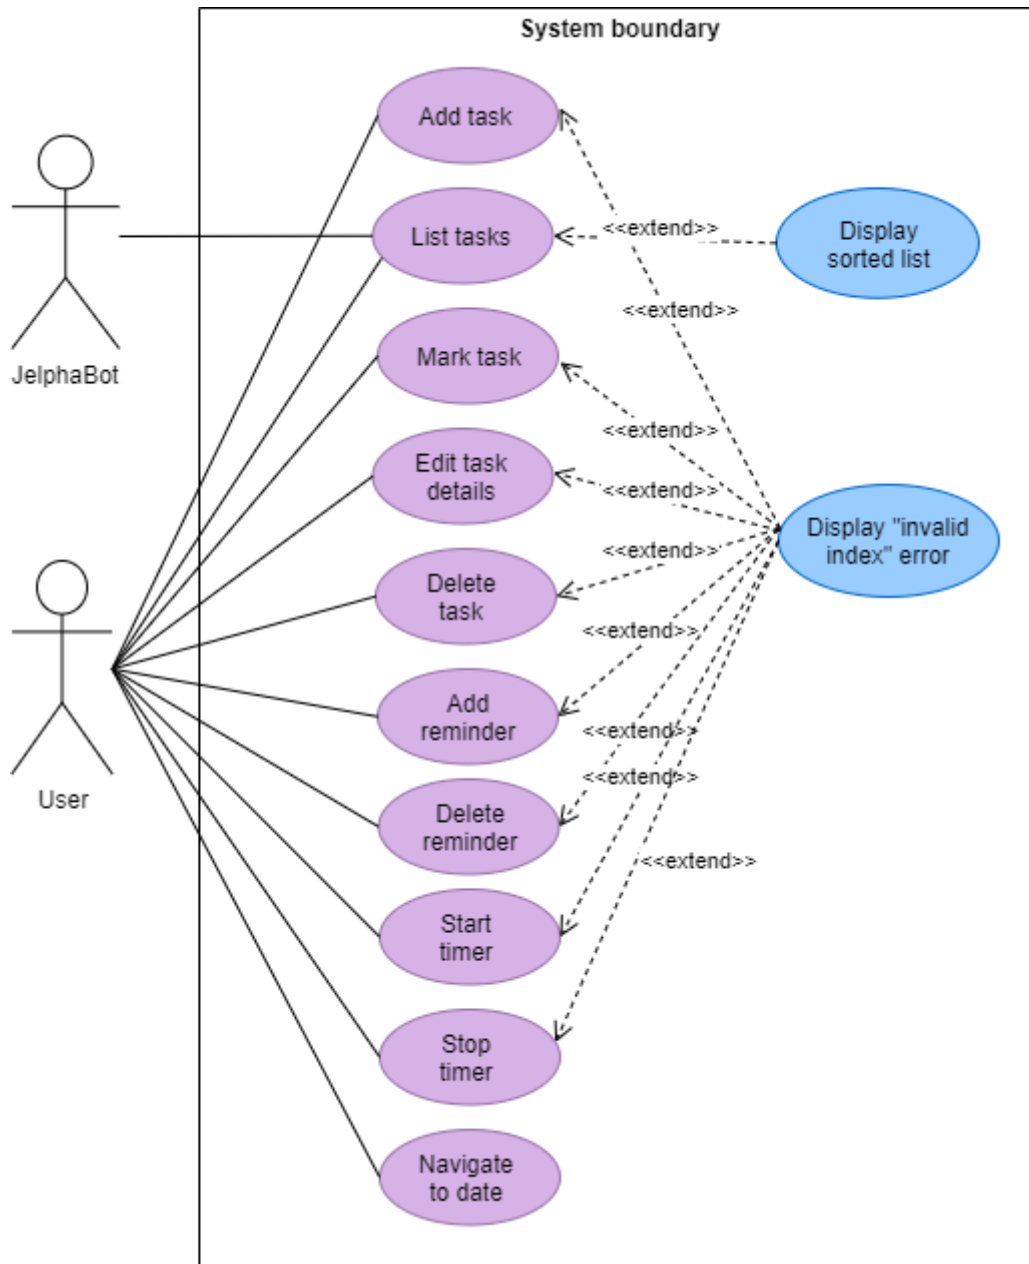 System boundary
Add task
List tasks
<<extend>>
Display
sorted list
<<extend>>
JelphaBot
Mark task
<<extend>>
Edit task
details
<<extend>>
Display "invalid
index" error
Delete
task
<<extend>>
<<extend>>
Add
reminder
<<extend>>
User
<<extend>>
Delete
reminder
<<extend>>
Start
timer
Stop
timer
Navigate
to date